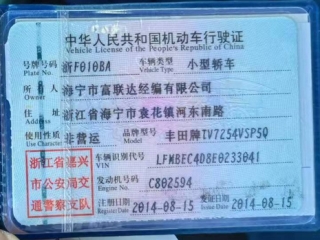 中华人民共和国机动车行驶证
Vehicle License of the People's Republic of China
号牌号码 浙F010BA 车辆类型 小型轿车
Plate No. Vehicle Type
所有人 海宁市富联达经编有限公司
Owner
住址 浙江省海宁市袁花镇河东南路
Address
使用性质 非营运 品牌型号 丰田牌TV7254VSPSQ
Use Character Model
浙江省嘉兴
市公安局交
通警察支队
车辆识别代号 LFMBEC4D8E0233041
VIN
发动机号码 C802594
Engine No.
注册日期 2014-08-15 发证日期 2014-08-15
Register Date Issue Date